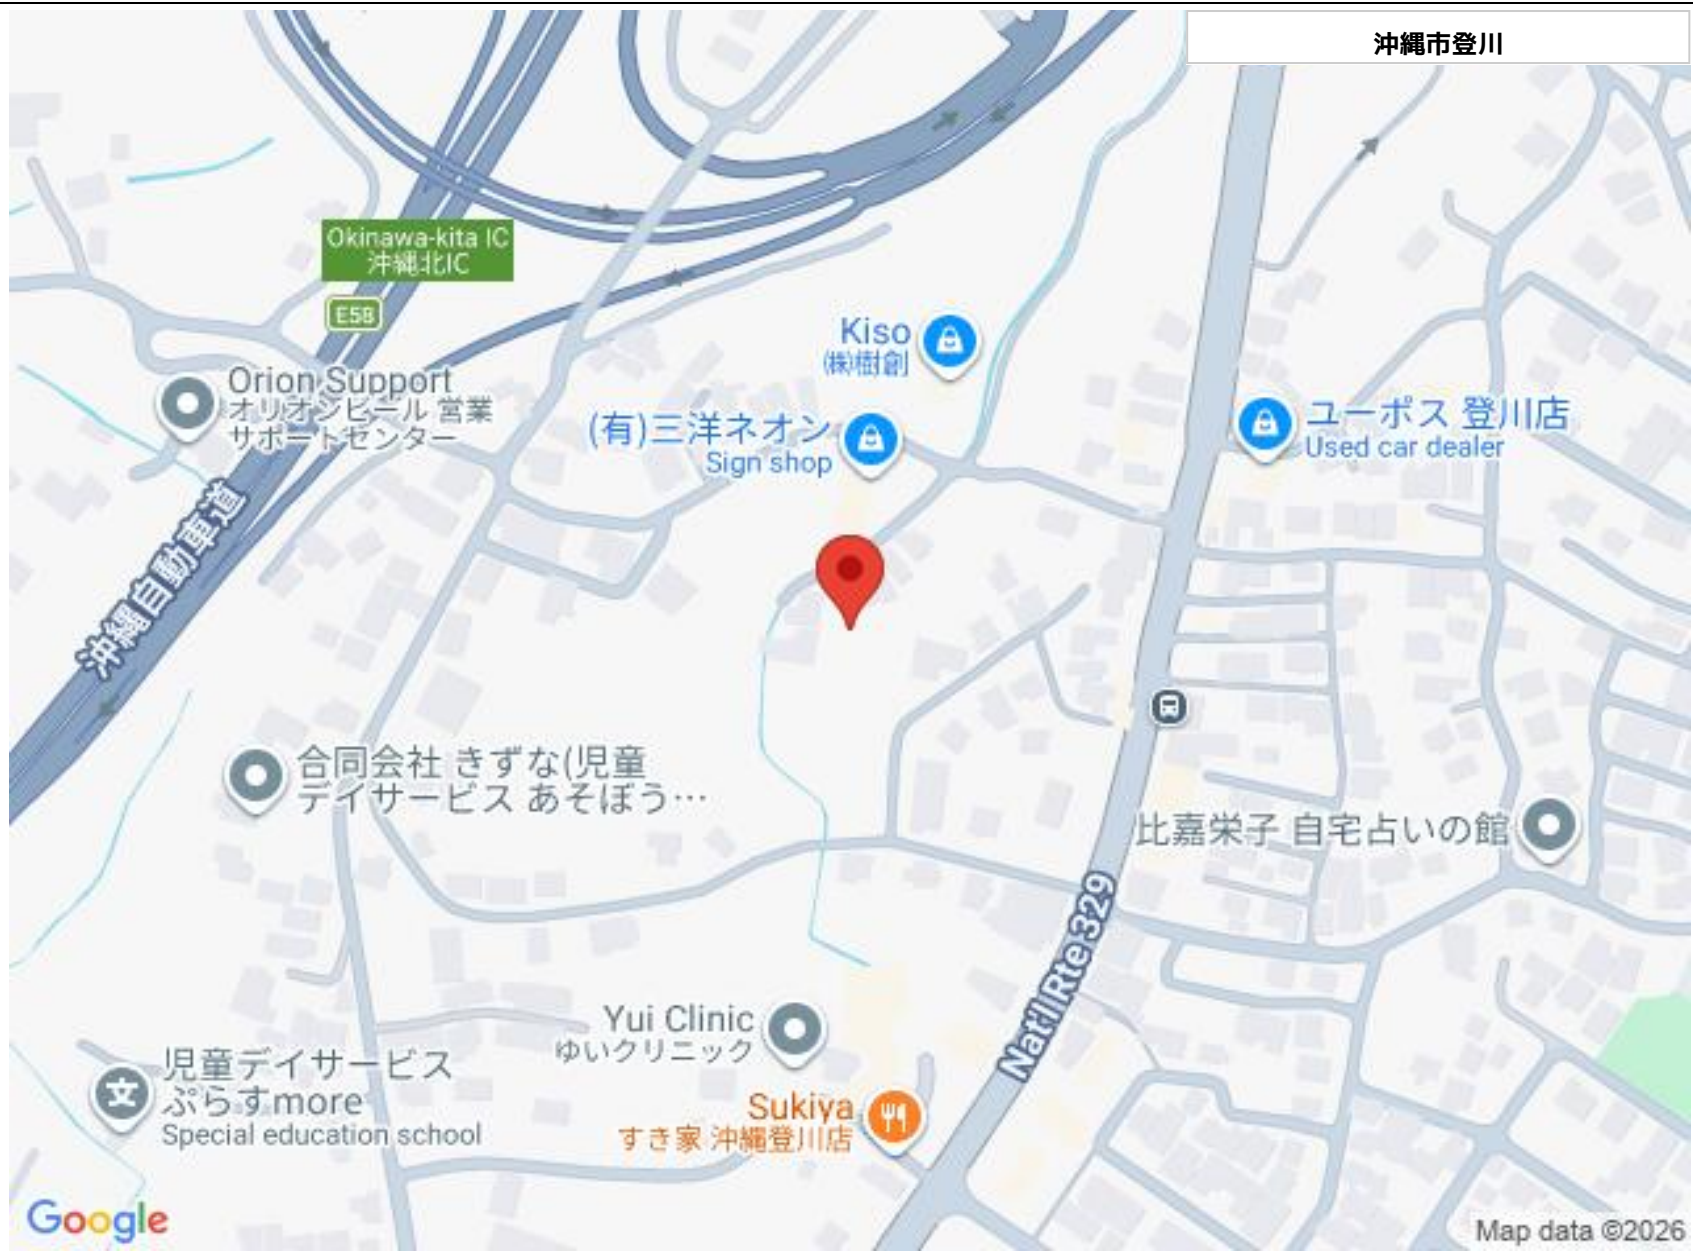 沖縄市登川
Okinawa-kita IC
沖縄北IC
E58
Kiso
㈱樹創
Orion Support
オリオンビール 営業
サポートセンター
(有)三洋ネオン
Sign shop
ユーポス 登川店
Used car dealer
沖縄自動車道
合同会社 きずな(児童
デイサービス あそぼう…
比嘉栄子 自宅占いの館
Nat'l Rte 329
Yui Clinic
ゆいクリニック
児童デイサービス
ぷらすmore
Special education school
Sukiya
すき家 沖縄登川店
Google
Map data ©2026